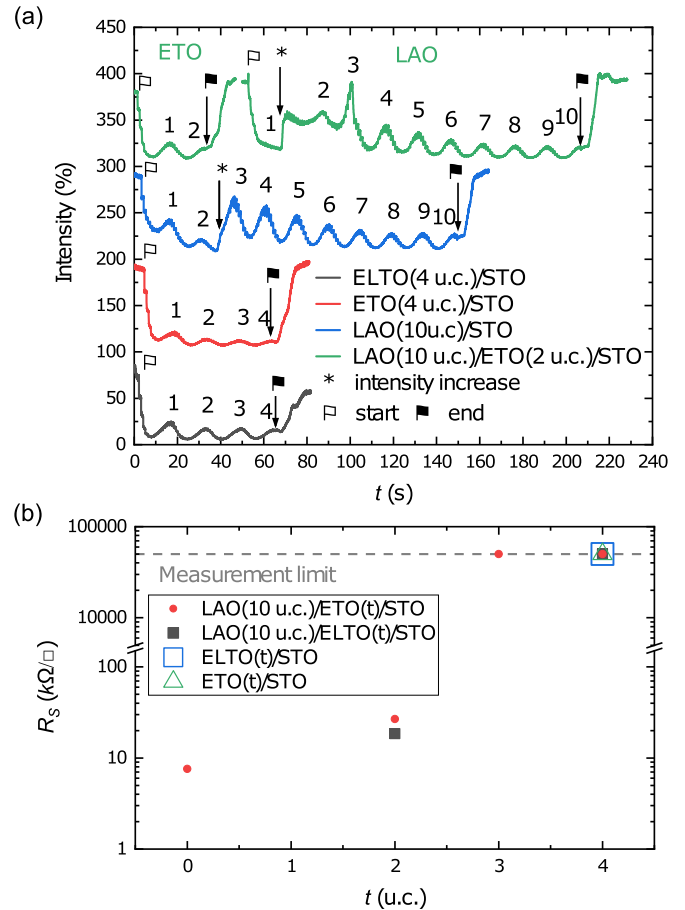 (a)
ETO
LAO
450
400
350
300
250
200
150
100
50
0
Intensity (%)
1
2
*
1
2
3
4
5
6
7
8
9
10
1
2
*
3
4
5
6
7
8
9
10
1
2
3
4
1
2
3
4
ELTO(4 u.c.)/STO
ETO(4 u.c.)/STO
LAO(10u.c)/STO
LAO(10 u.c.)/ETO(2 u.c.)/STO
* intensity increase
start end
0 20 40 60 80 100 120 140 160 180 200 220 240
t (s)
(b)
100000
10000
100
10
1
R_S (kΩ/□)
Measurement limit
LAO(10 u.c.)/ETO(t)/STO
LAO(10 u.c.)/ELTO(t)/STO
ELTO(t)/STO
ETO(t)/STO
0 1 2 3 4
t (u.c.)